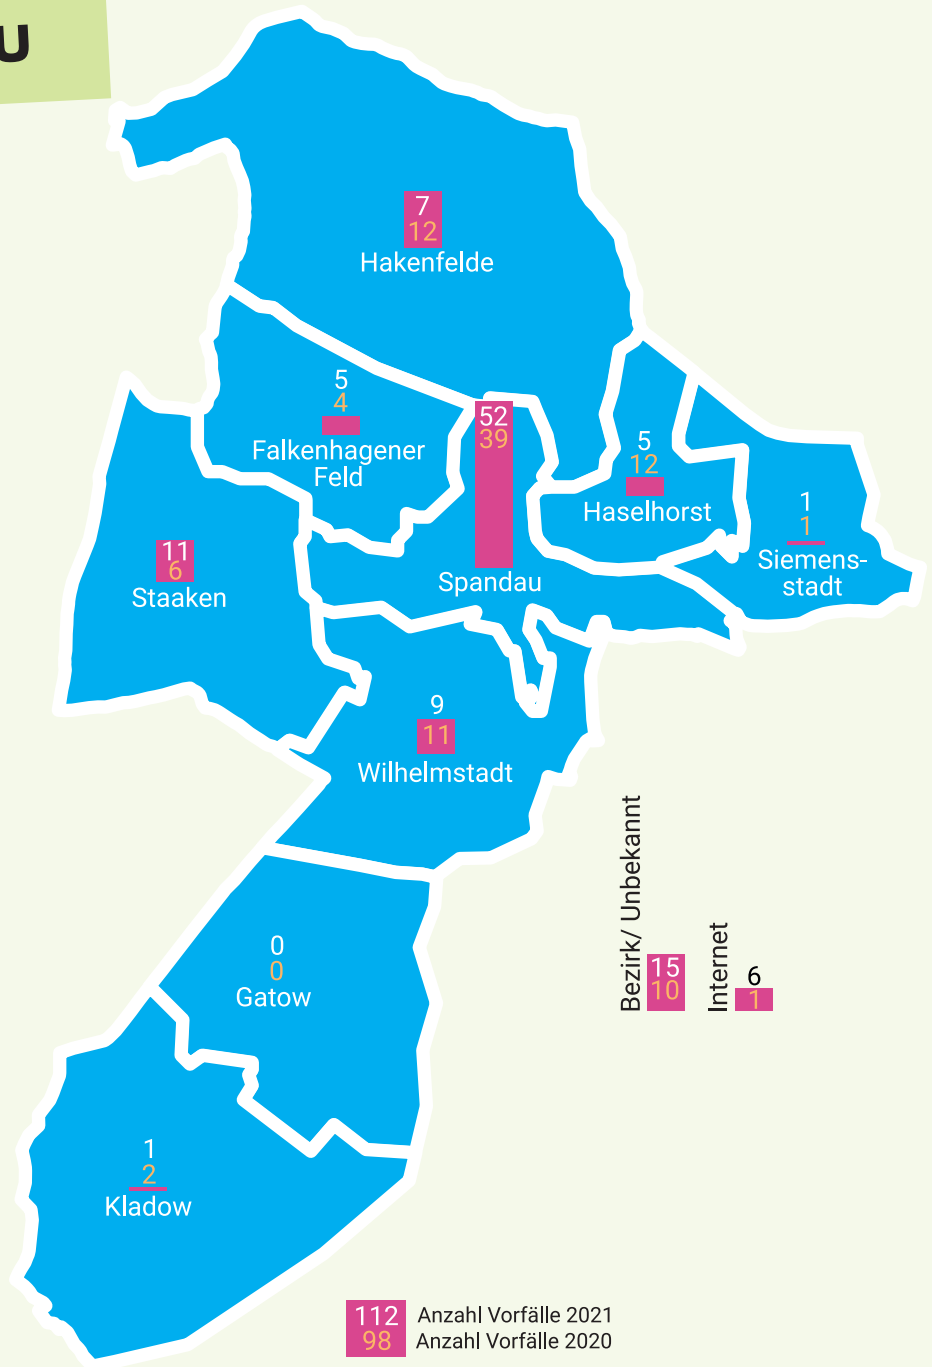 U
7
12
Hakenfelde
5
4
Falkenhagener
Feld
52
39
Spandau
5
12
Haselhorst
1
1
Siemens-
stadt
11
6
Staaken
9
11
Wilhelmstadt
0
0
Gatow
1
2
Kladow
Bezirk/ Unbekannt
15
10
Internet
6
1
112 Anzahl Vorfälle 2021
98 Anzahl Vorfälle 2020